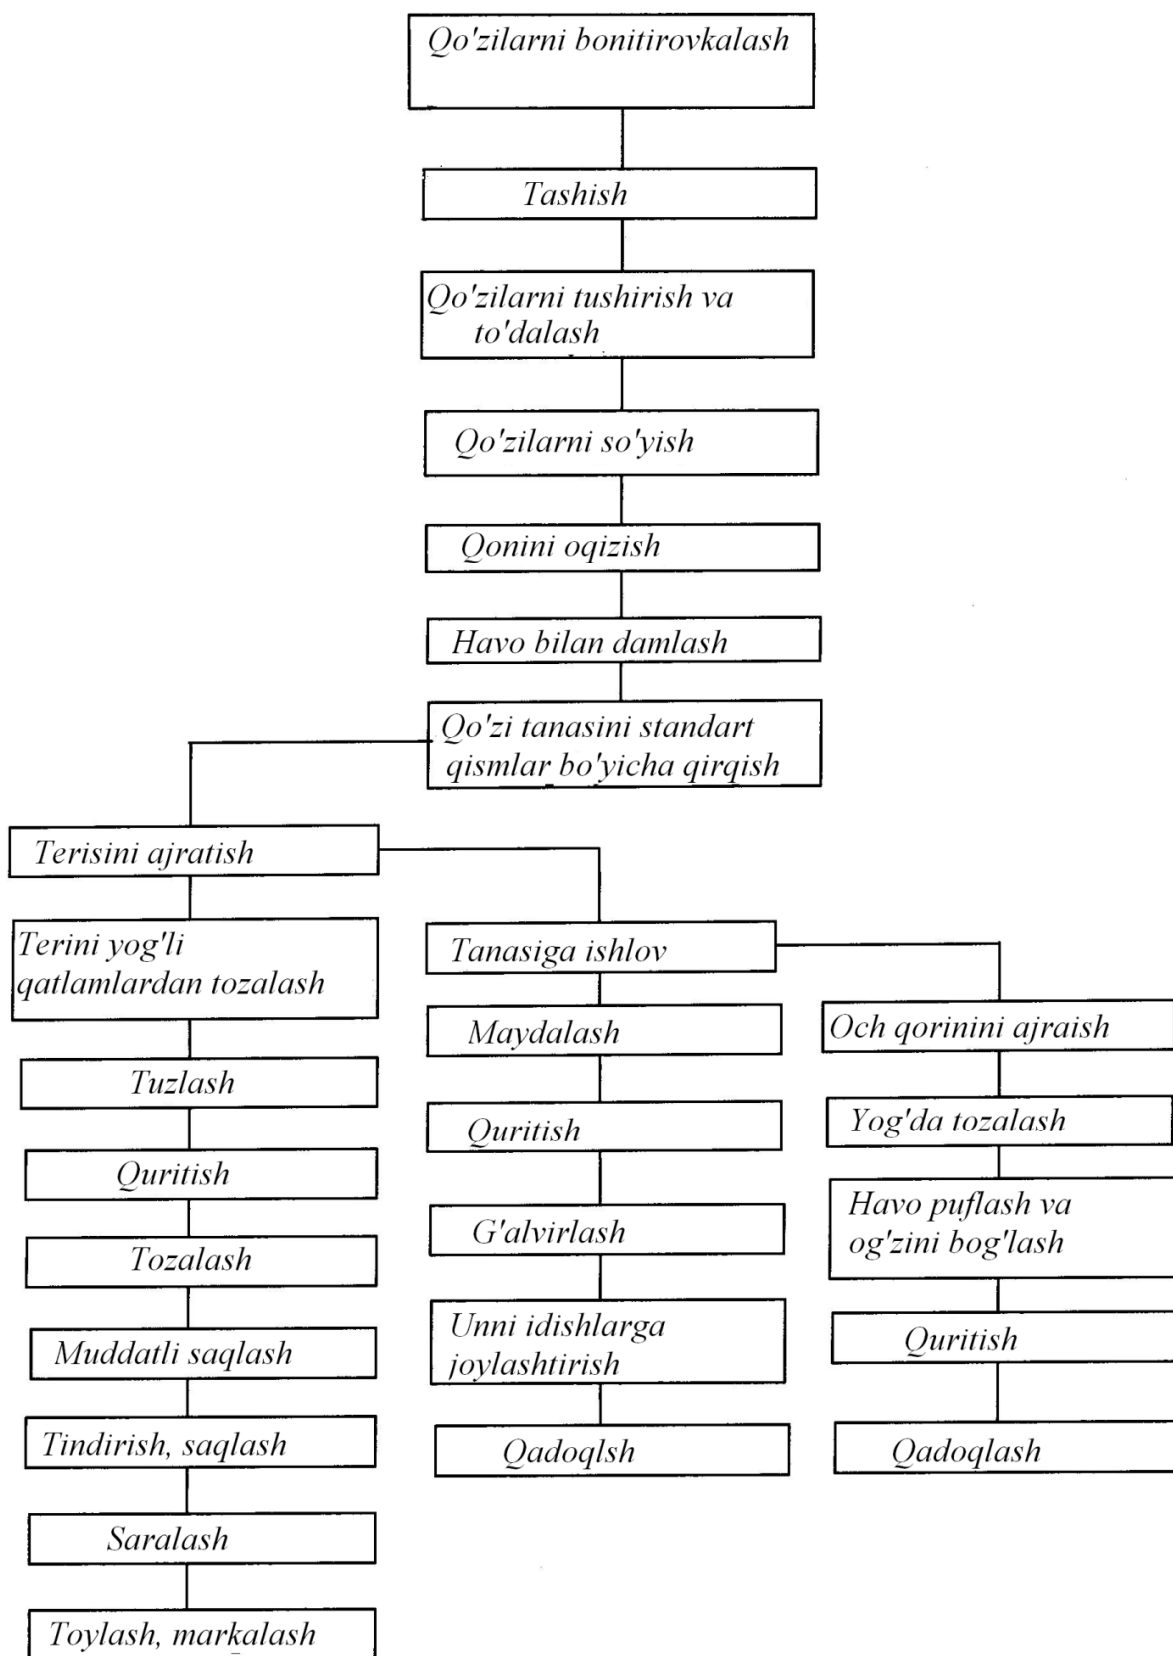 Qo'zilarni bonitirovkalash
Tashish
Qo'zilarni tushirish va
to'dalash
Qo'zilarni so'yish
Qonini oqizish
Havo bilan damlash
Qo'zi tanasini standart
qismlar bo'yicha qirqish
Terisini ajratish
Terini yog'li
qatlamlardan tozalash
Tuzlash
Quritish
Tozalash
Muddatli saqlash
Tindirish, saqlash
Saralash
Toylash, markalash
Tanasiga ishlov
Maydalash
Quritish
G'alvirlash
Unni idishlarga
joylashtirish
Qadoqlsh
Och qorinini ajraish
Yog'da tozalash
Havo puflash va
og'zini bog'lash
Quritish
Qadoqlash